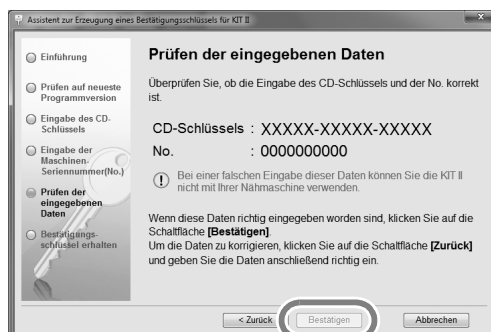 Assistent zur Erzeugung eines Bestätigungsschlüssels für KIT II
Einführung
Prüfen auf neueste
Programmversion
Eingabe des CD-
Schlüssels
Eingabe der
Maschinen-
Seriennummer(No.)
Prüfen der
eingegebenen
Daten
Bestätigungs-
schlüssel erhalten
Prüfen der eingegebenen Daten
Überprüfen Sie, ob die Eingabe des CD-Schlüssels und der No. korrekt
ist.
CD-Schlüssels : XXXXX-XXXXX-XXXXX
No. : 0000000000
Bei einer falschen Eingabe dieser Daten können Sie die KIT II
nicht mit Ihrer Nähmaschine verwenden.
Wenn diese Daten richtig eingegeben worden sind, klicken Sie auf die
Schaltfläche [Bestätigen].
Um die Daten zu korrigieren, klicken Sie auf die Schaltfläche [Zurück]
und geben Sie die Daten anschließend richtig ein.
< Zurück
Bestätigen
Abbrechen